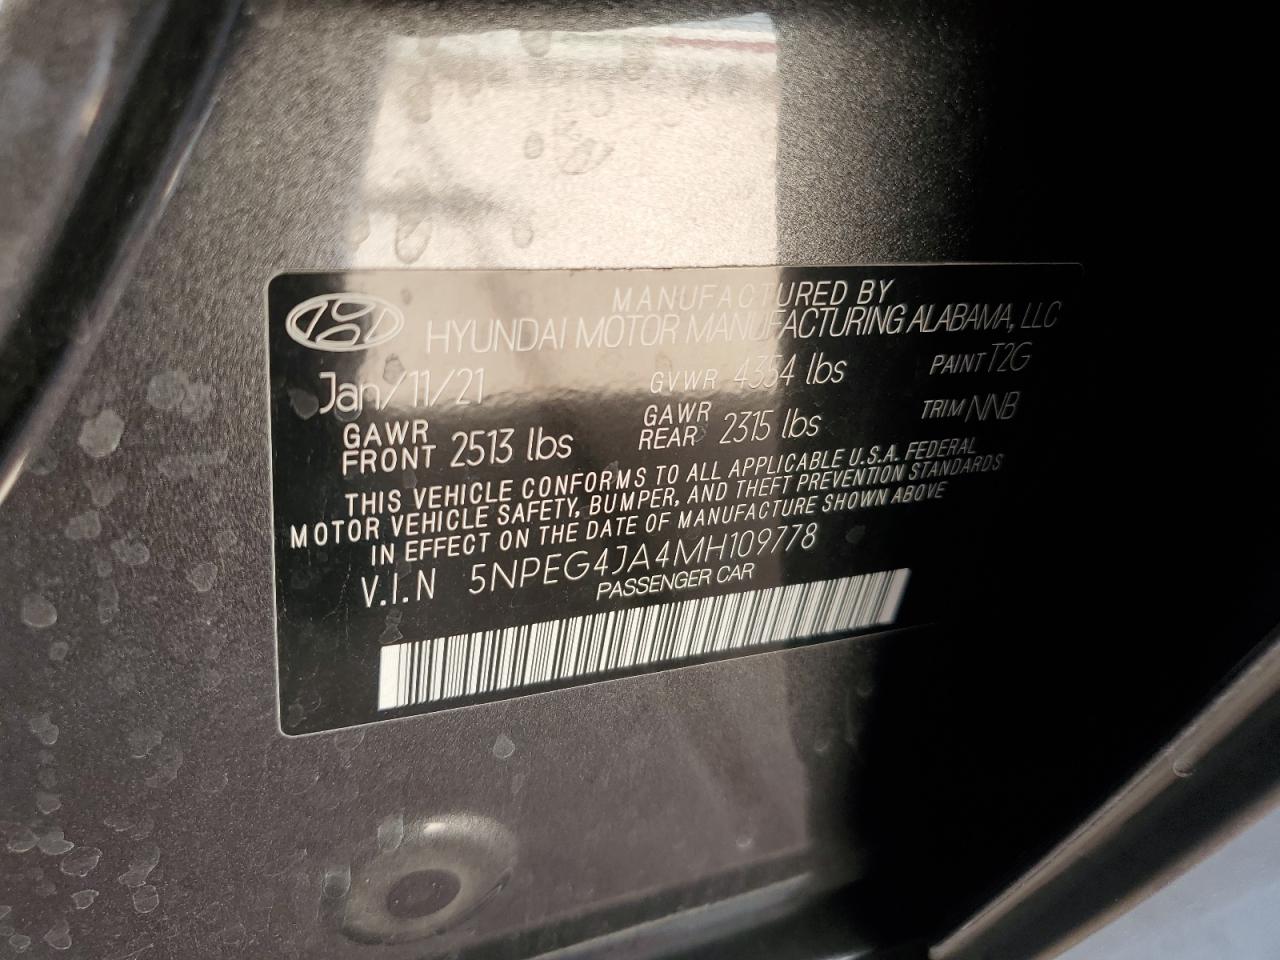 MANUFACTURED BY
HYUNDAI MOTOR MANUFACTURING ALABAMA, LLC
Jan/11/21 GVWR 4354 lbs PAINT T2G
GAWR FRONT 2513 lbs GAWR REAR 2315 lbs TRIM NNB
THIS VEHICLE CONFORMS TO ALL APPLICABLE U.S.A. FEDERAL
MOTOR VEHICLE SAFETY, BUMPER, AND THEFT PREVENTION STANDARDS
IN EFFECT ON THE DATE OF MANUFACTURE SHOWN ABOVE
V.I.N 5NPEG4JA4MH109778
PASSENGER CAR